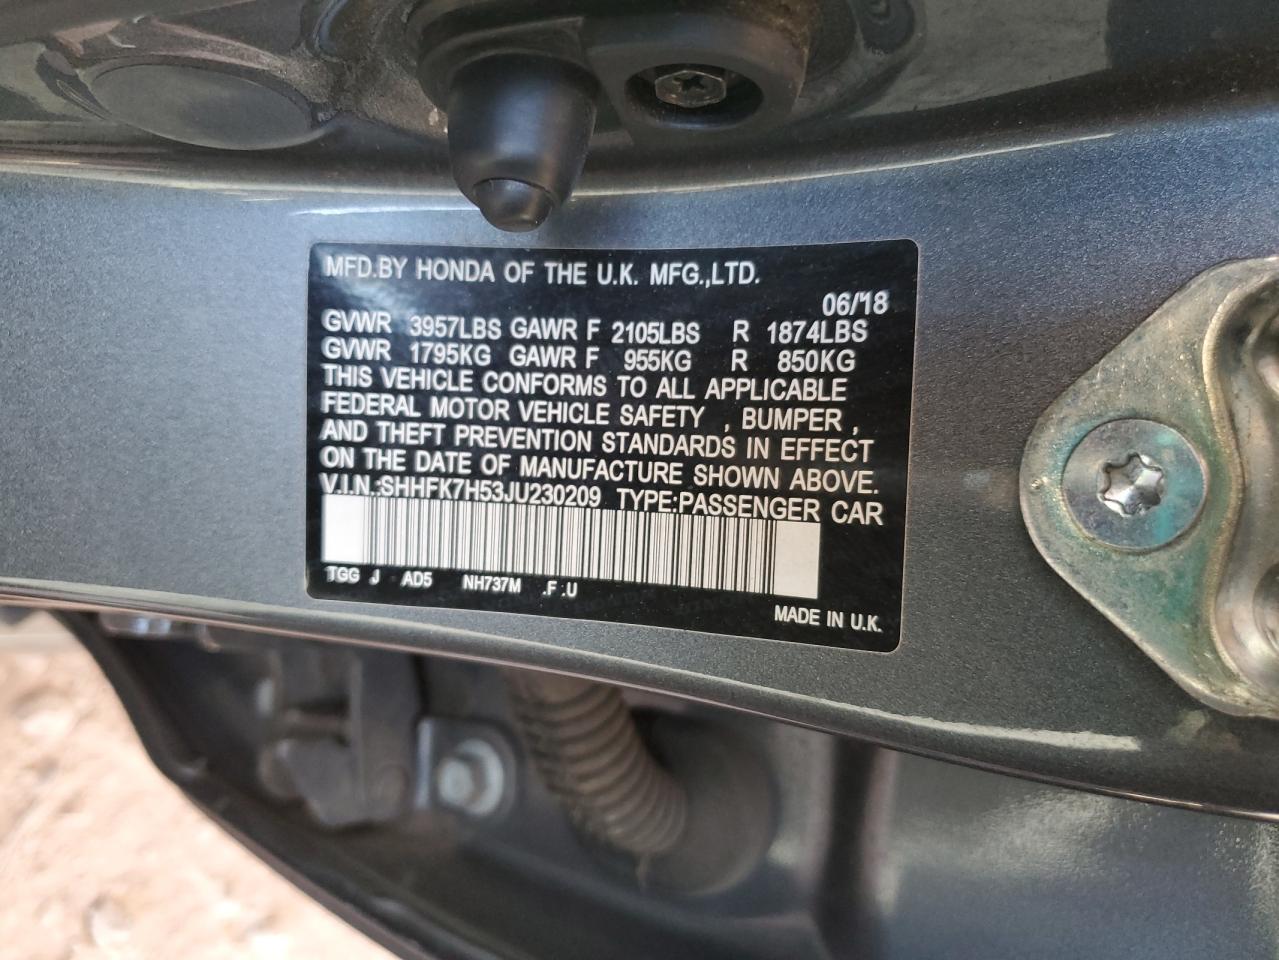 MFD.BY HONDA OF THE U.K. MFG.,LTD.
06/18
GVWR 3957LBS GAWR F 2105LBS R 1874LBS
GVWR 1795KG GAWR F 955KG R 850KG
THIS VEHICLE CONFORMS TO ALL APPLICABLE
FEDERAL MOTOR VEHICLE SAFETY , BUMPER ,
AND THEFT PREVENTION STANDARDS IN EFFECT
ON THE DATE OF MANUFACTURE SHOWN ABOVE.
V.I.N.:SHHFK7H53JU230209 TYPE:PASSENGER CAR
TGG J AD5 NH737M .F .U
MADE IN U.K.